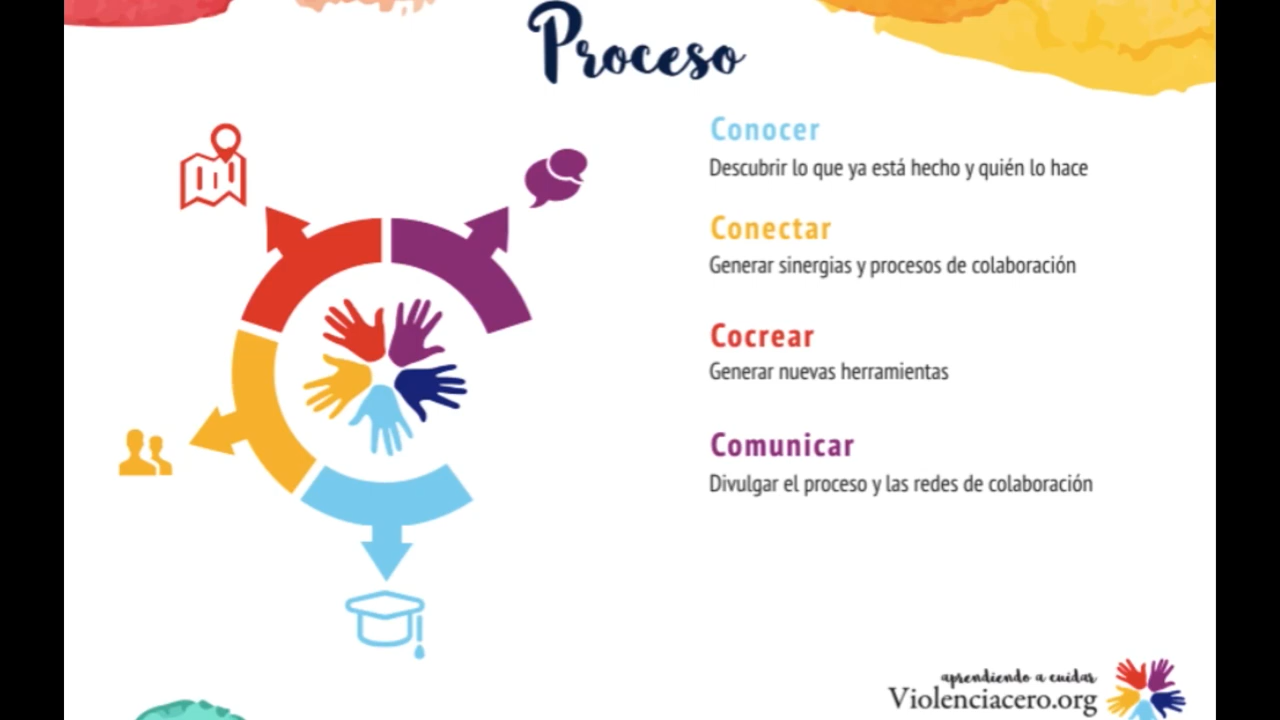 Proceso
Conocer
Descubrir lo que ya está hecho y quién lo hace
Conectar
Generar sinergias y procesos de colaboración
Cocrear
Generar nuevas herramientas
Comunicar
Divulgar el proceso y las redes de colaboración
aprendiendo a cuidar
Violenciacero.org